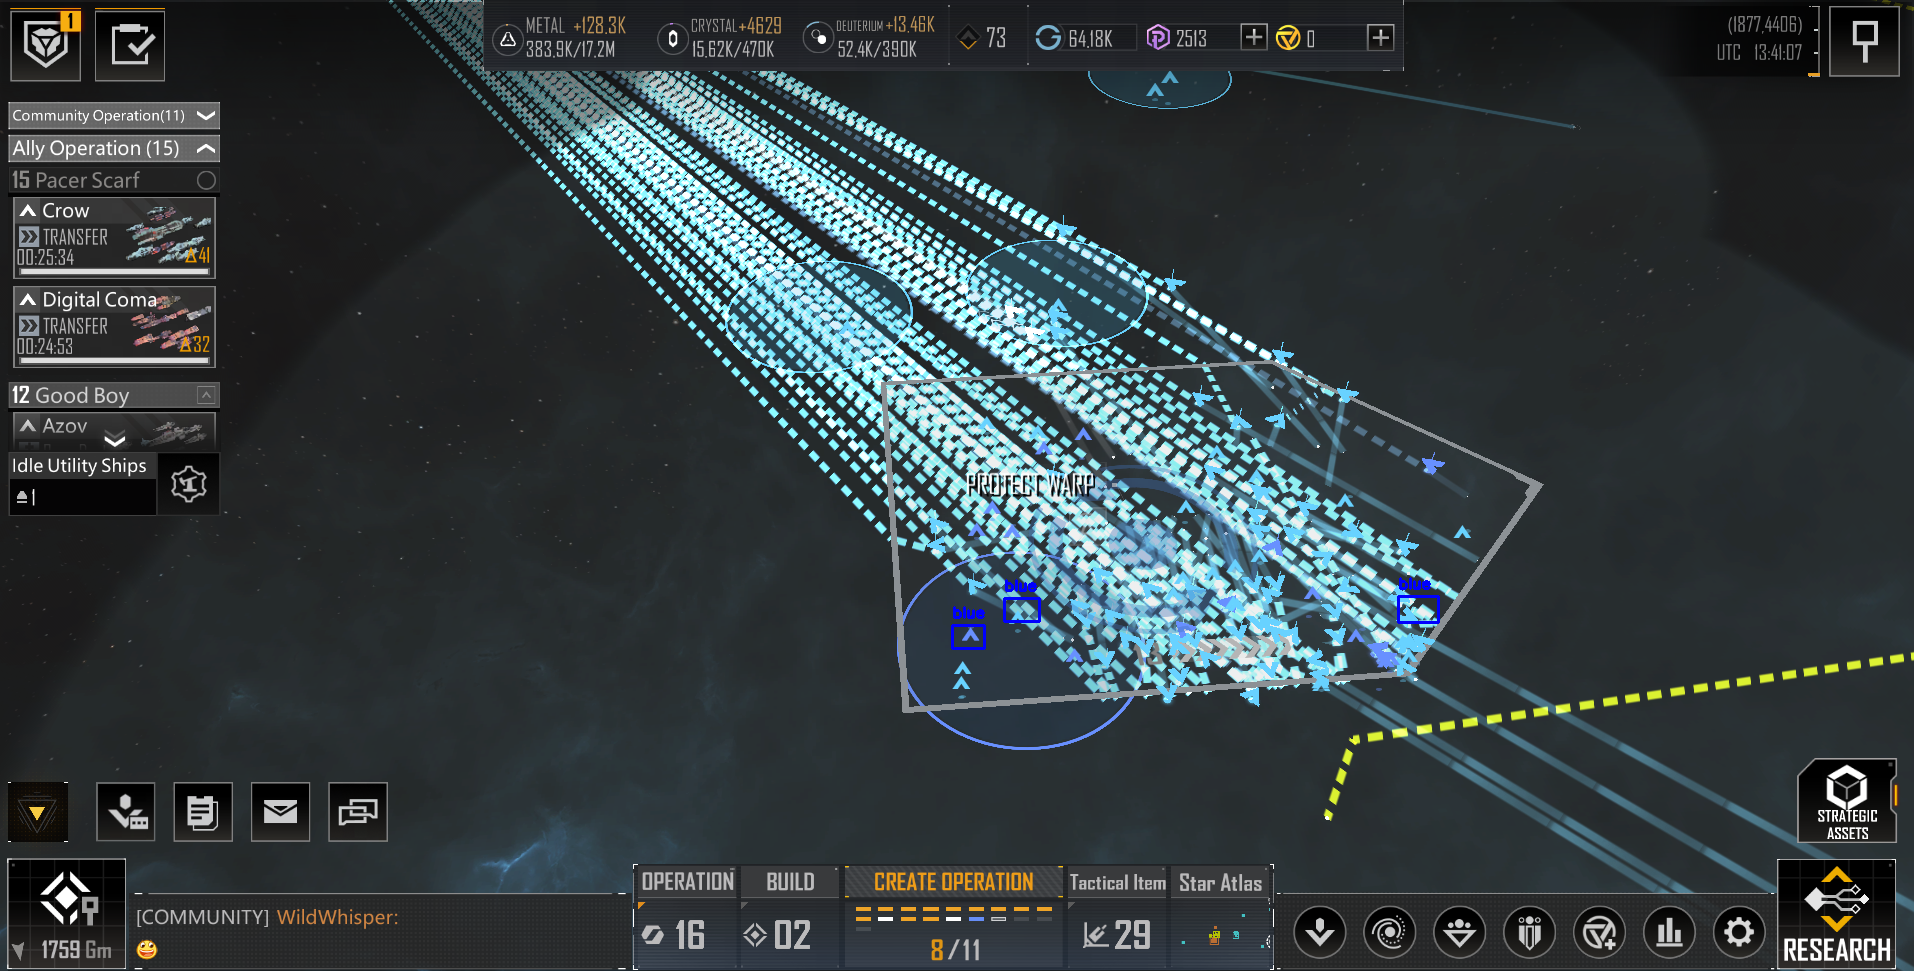 1
METAL +128.3K
383.9K/17.2M
CRYSTAL +4629
15.62K/470K
DEUTERIUM +13.46K
52.4K/390K
73
64.18K
2513
0
(1877,4406)
UTC 13:41:07
Community Operation(11)
Ally Operation (15)
15 Pacer Scarf
Crow
TRANSFER
00:25:34
41
Digital Coma
TRANSFER
00:24:53
32
12 Good Boy
Azov
Idle Utility Ships
1
PROTECT WARP
blue
blue
blue
STRATEGIC
ASSETS
1759 Gm
[COMMUNITY] WildWhisper:
OPERATION
16
BUILD
02
CREATE OPERATION
8/11
Tactical Item
29
Star Atlas
RESEARCH